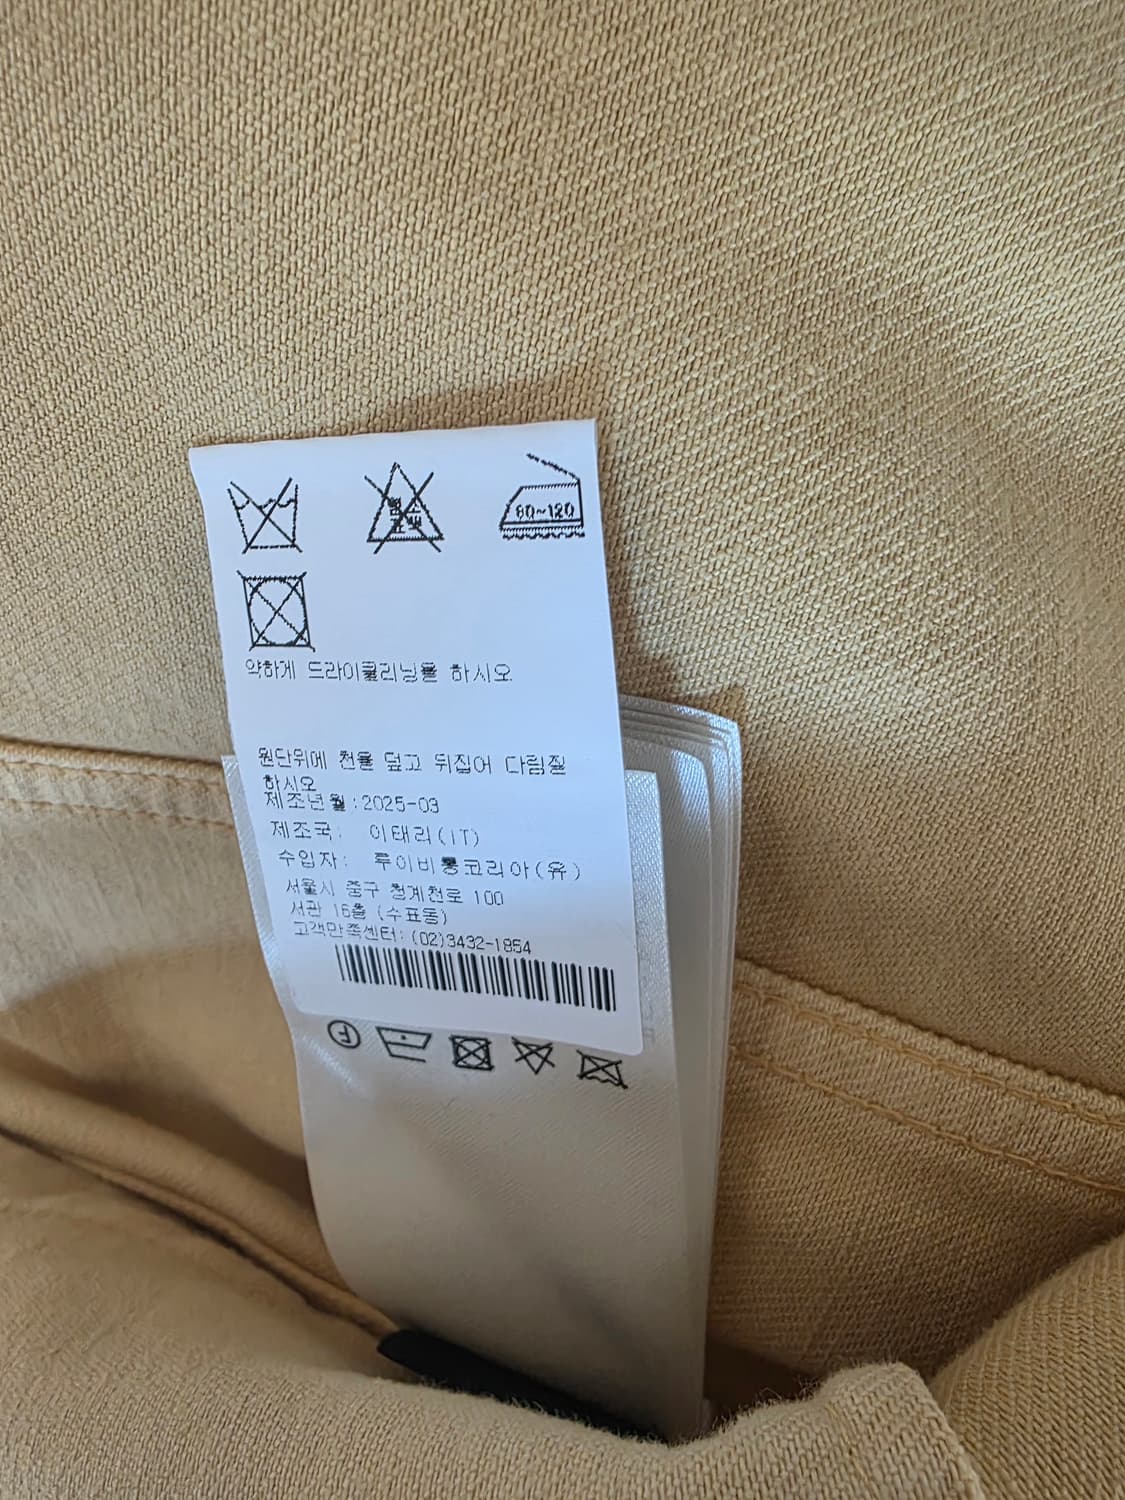 염소
표백
80~120
약하게 드라이클리닝을 하시오
원단위에 천을 덮고 뒤집어 다림질
하시오
제조년월:2025-03
제조국: 이태리(IT)
수입자: 루이비통코리아(유)
서울시 중구 청계천로 100
서관 16층 (수표동)
고객만족센터:(02)3432-1854
F